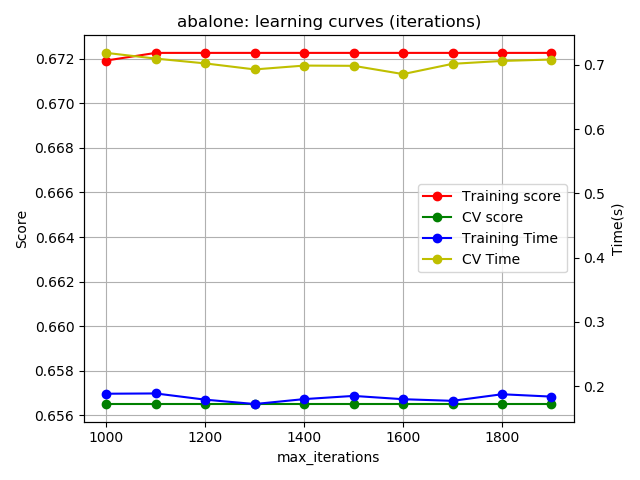 abalone: learning curves (iterations)
Score
0.672
0.670
0.668
0.666
0.664
0.662
0.660
0.658
0.656
0.7
0.6
0.5
0.4
0.3
0.2
Time(s)
Training score
CV score
Training Time
CV Time
1000 1200 1400 1600 1800
max_iterations